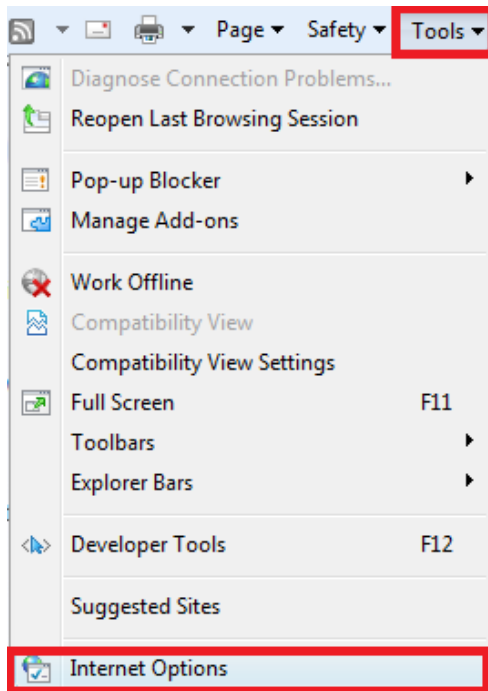 Page Safety Tools
Diagnose Connection Problems...
Reopen Last Browsing Session
Pop-up Blocker
Manage Add-ons
Work Offline
Compatibility View
Compatibility View Settings
Full Screen F11
Toolbars
Explorer Bars
Developer Tools F12
Suggested Sites
Internet Options